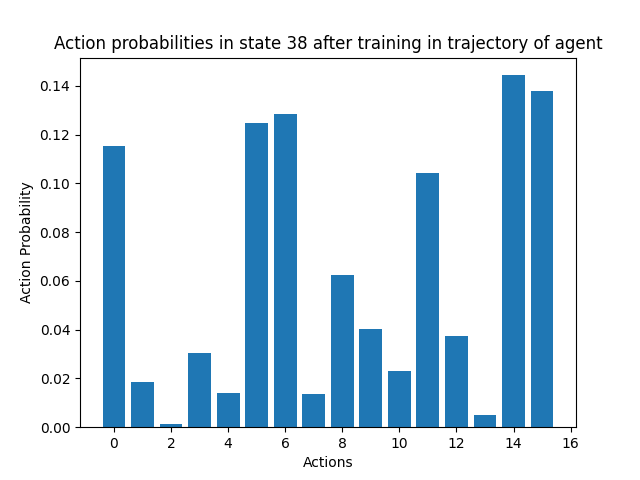 Action probabilities in state 38 after training in trajectory of agent
0.14
0.12
0.10
0.08
0.06
0.04
0.02
0.00
Action Probability
0 2 4 6 8 10 12 14 16
Actions